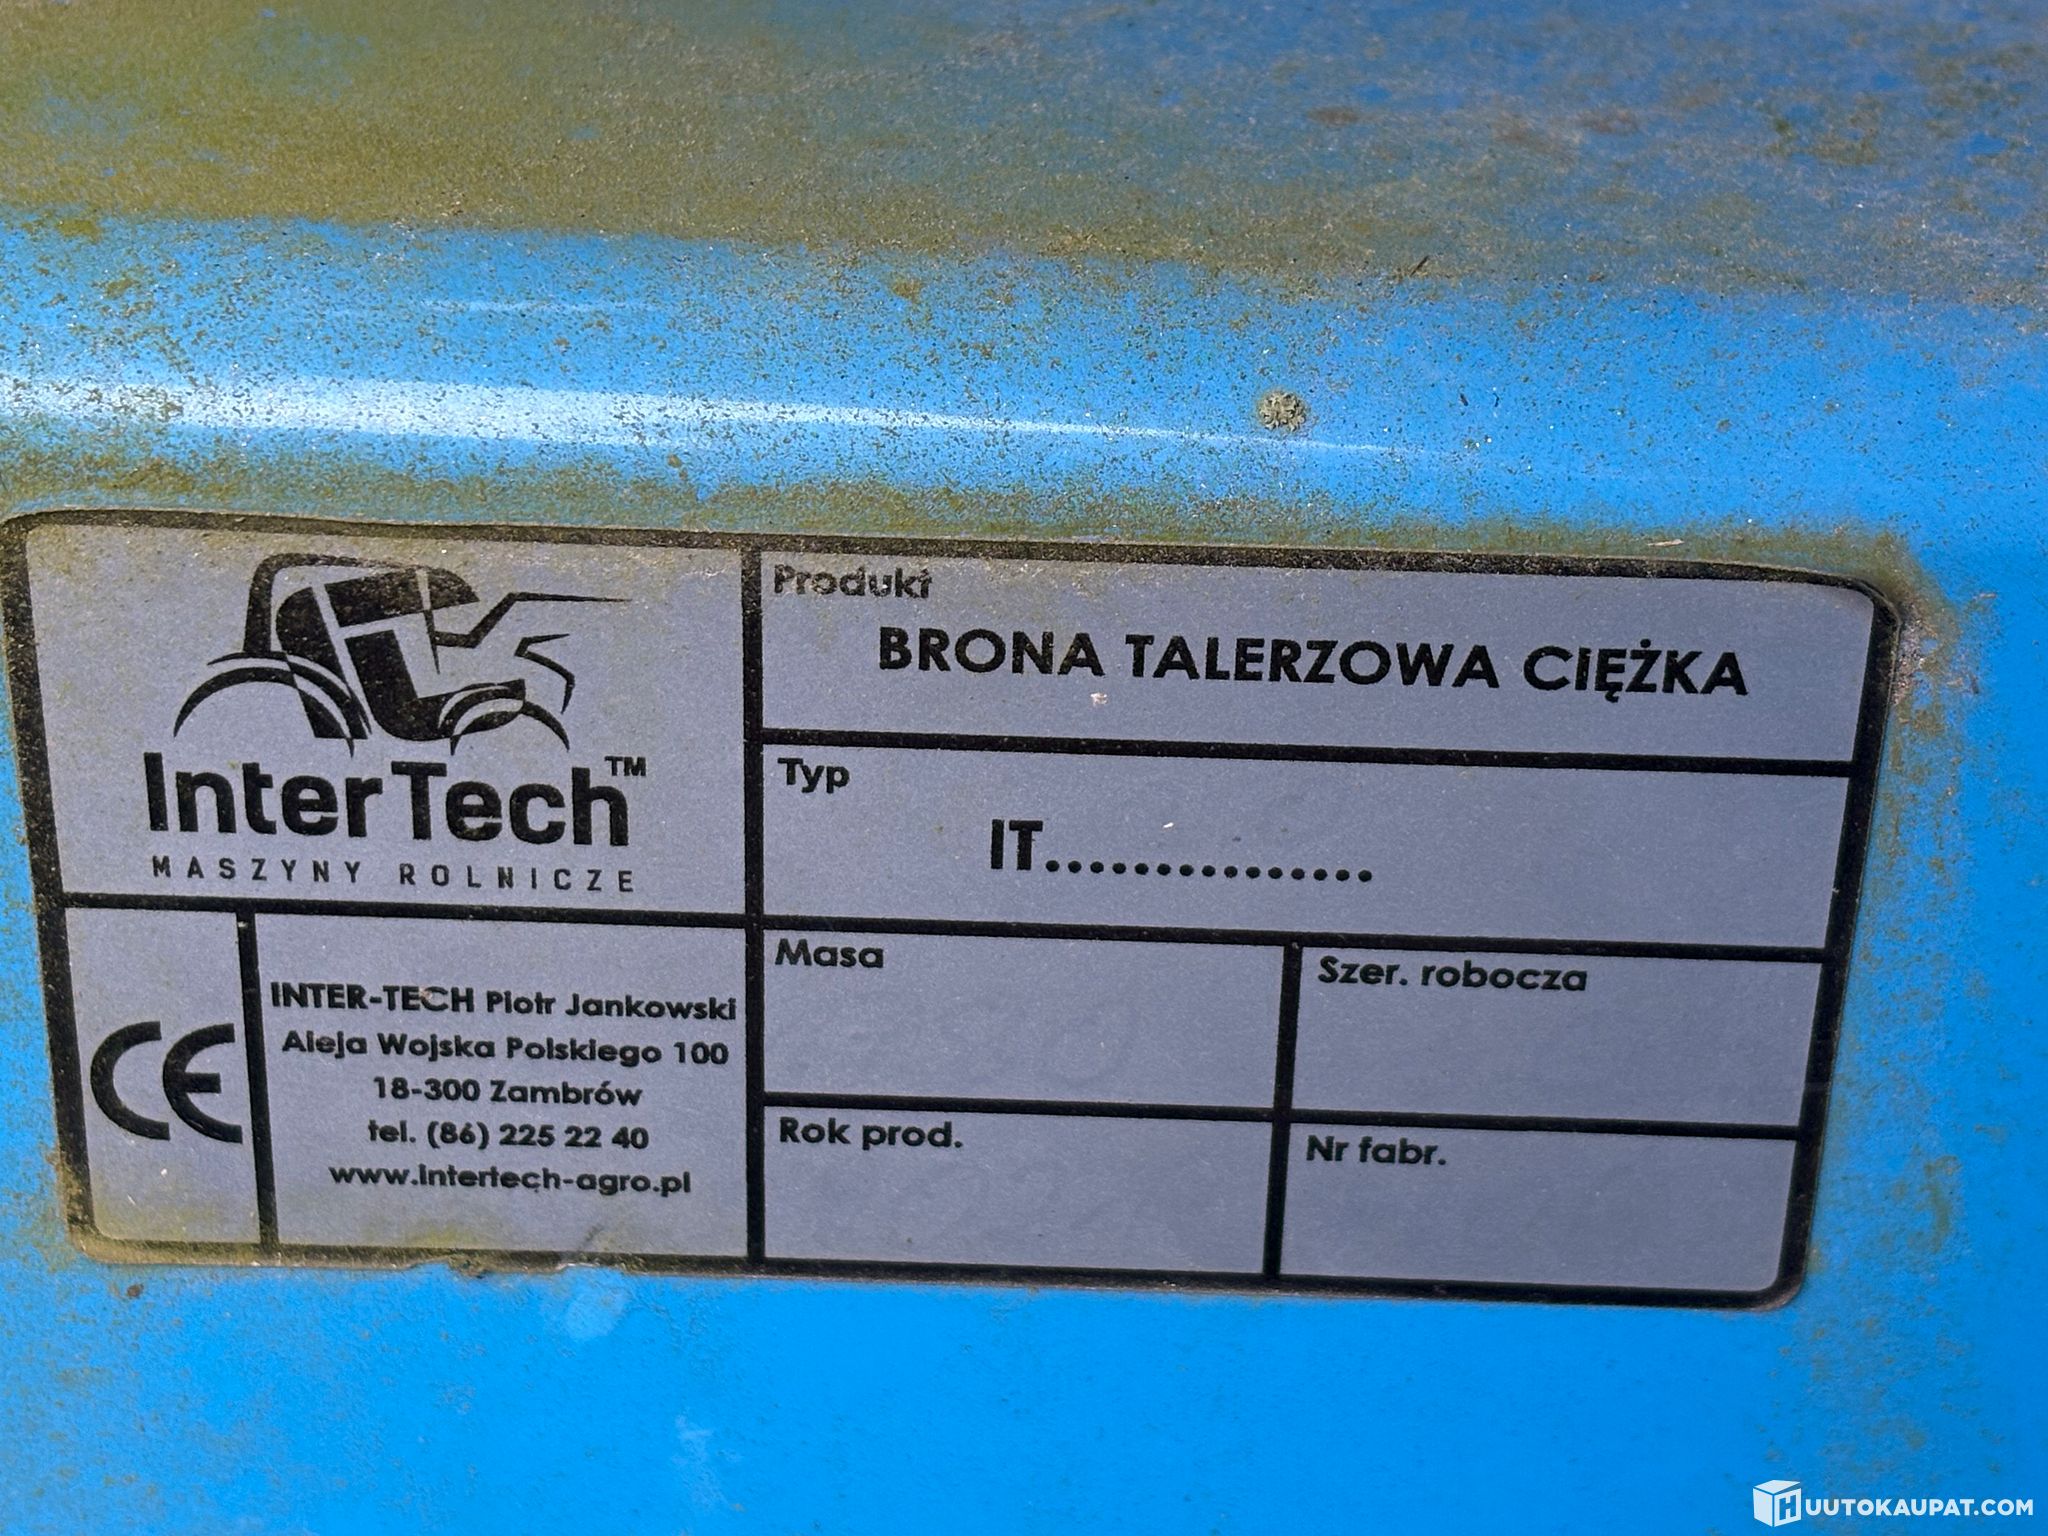 InterTech™
MASZYNY ROLNICZE
Produkt
BRONA TALERZOWA CIĘŻKA
Typ
IT...............
Masa
Szer. robocza
Rok prod.
Nr fabr.
CE
INTER-TECH Piotr Jankowski
Aleja Wojska Polskiego 100
18-300 Zambrów
tel. (86) 225 22 40
www.intertech-agro.pl
HUUTOKAUPAT.COM